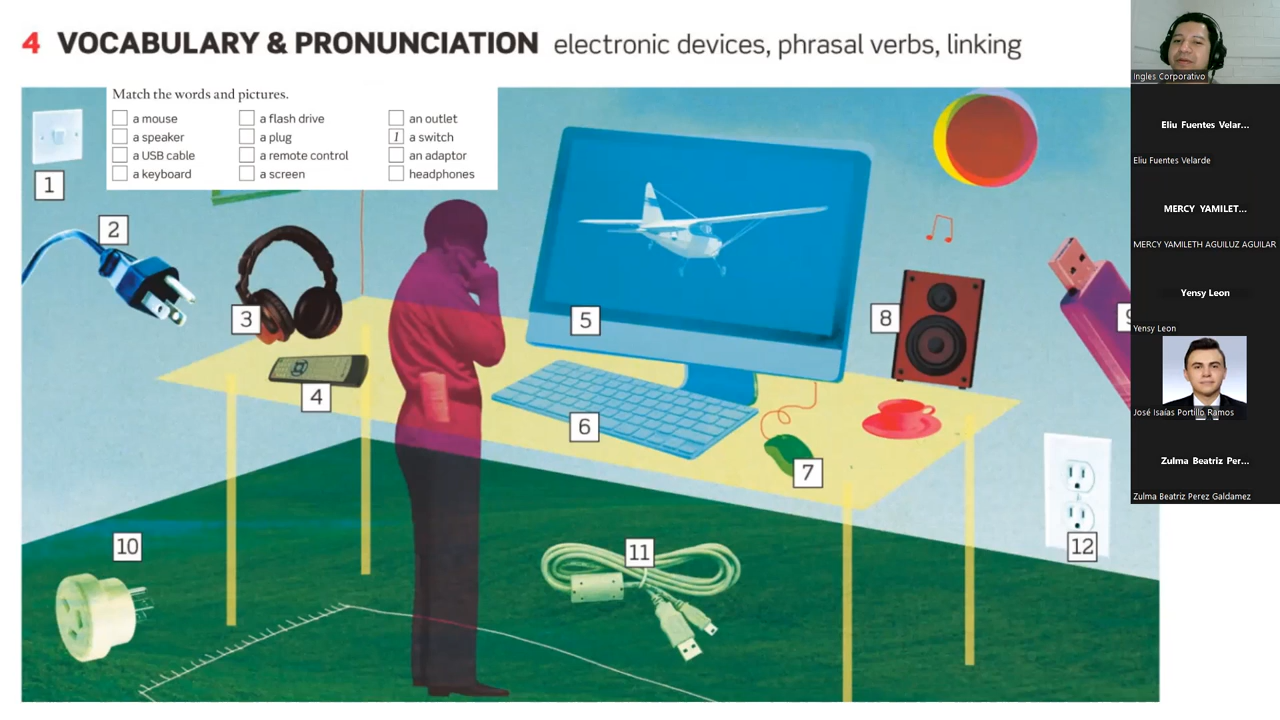 4 VOCABULARY & PRONUNCIATION electronic devices, phrasal verbs, linking
Match the words and pictures.
a mouse
a speaker
a USB cable
a keyboard
a flash drive
a plug
a remote control
a screen
an outlet
1 a switch
an adaptor
headphones
1
2
3
4
5
6
7
8
9
10
11
12
Ingles Corporativo
Eliu Fuentes Velar...
Eliu Fuentes Velarde
MERCY YAMILET...
MERCY YAMILETH AGUILUZ AGUILAR
Yensy Leon
Yensy Leon
José Isaías Portillo Ramos
Zulma Beatriz Per...
Zulma Beatriz Perez Galdamez